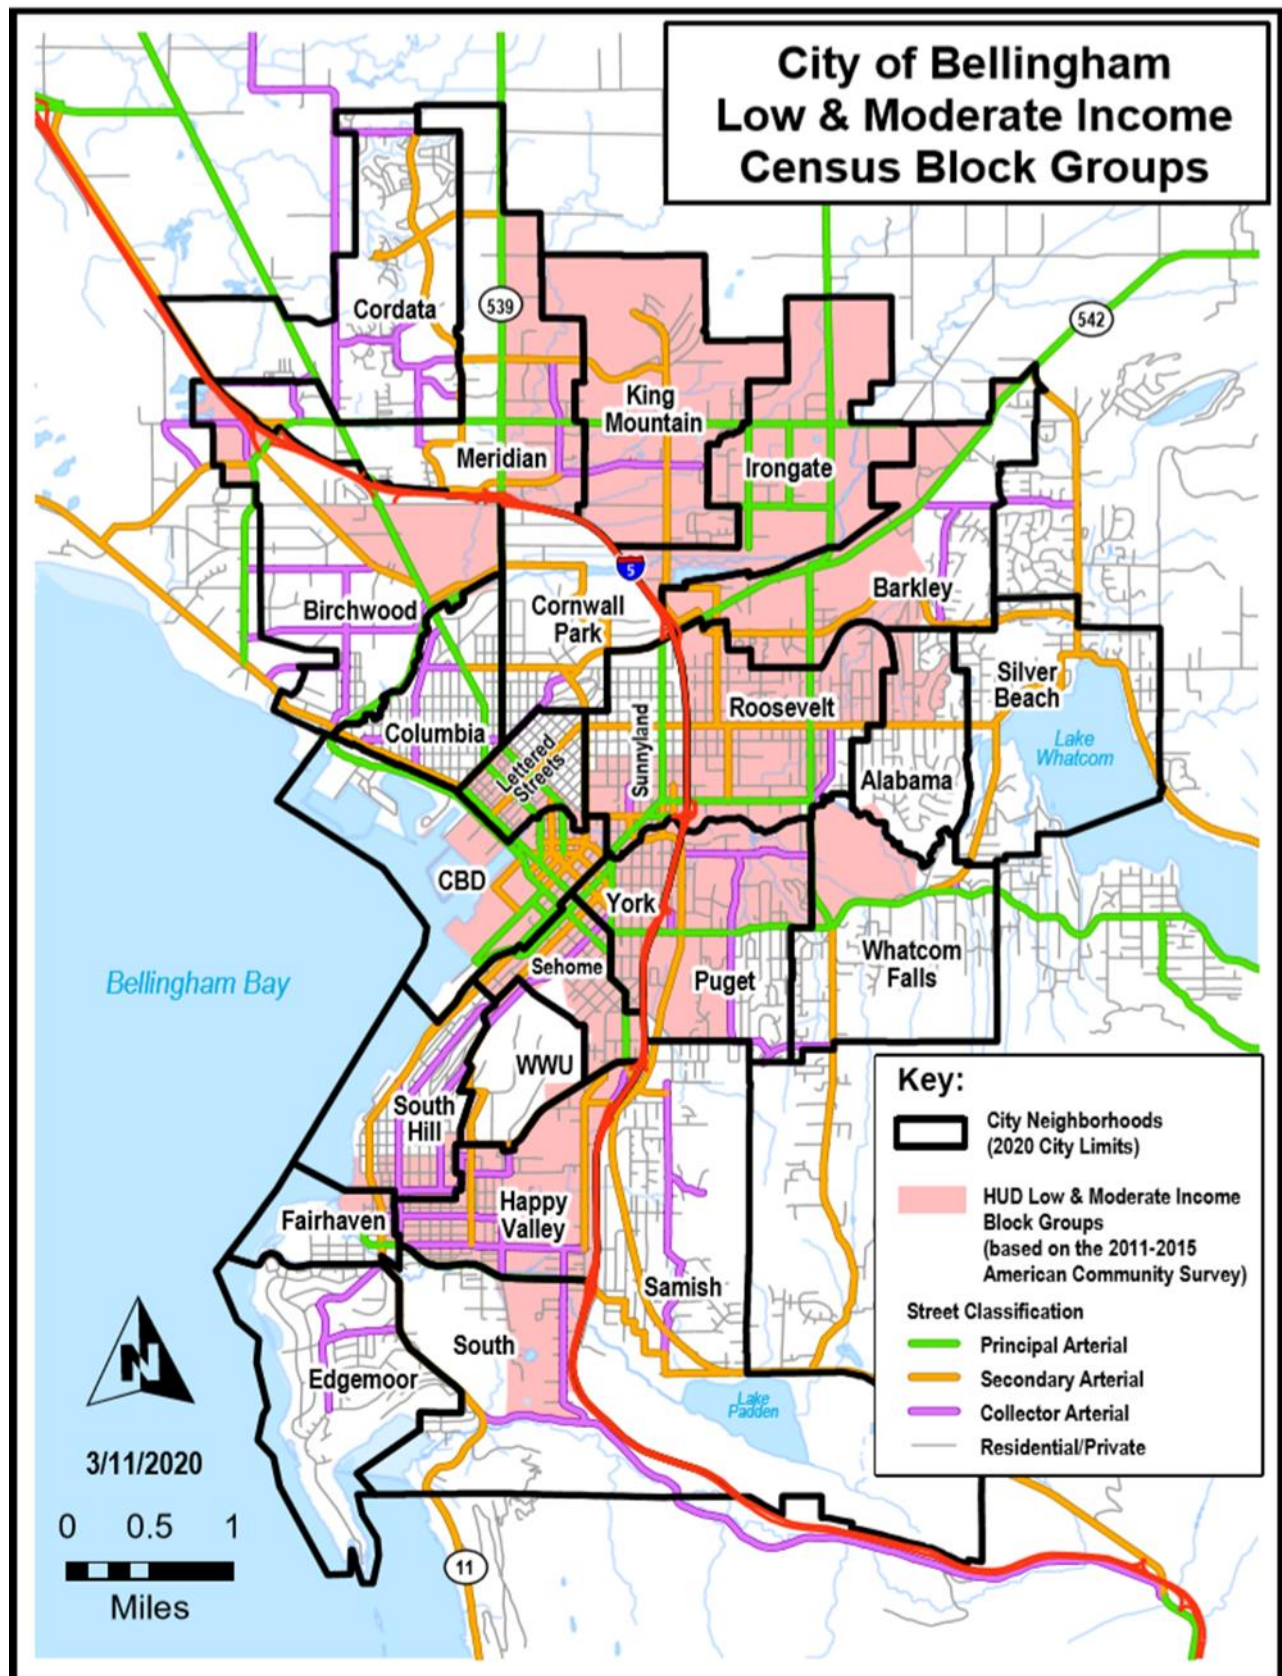 City of Bellingham
Low & Moderate Income
Census Block Groups
Cordata
539
542
King
Mountain
Meridian
Irongate
5
Barkley
Birchwood
Cornwall
Park
Silver
Beach
Roosevelt
Sunnyland
Columbia
Lettered
Streets
Lake
Whatcom
Alabama
CBD
York
Whatcom
Falls
Sehome
Puget
Bellingham Bay
WWU
South
Hill
Happy
Valley
Fairhaven
Samish
South
Edgemoor
Lake
Padden
11
Key:
City Neighborhoods
(2020 City Limits)
HUD Low & Moderate Income
Block Groups
(based on the 2011-2015
American Community Survey)
Street Classification
Principal Arterial
Secondary Arterial
Collector Arterial
Residential/Private
N
3/11/2020
0 0.5 1
Miles